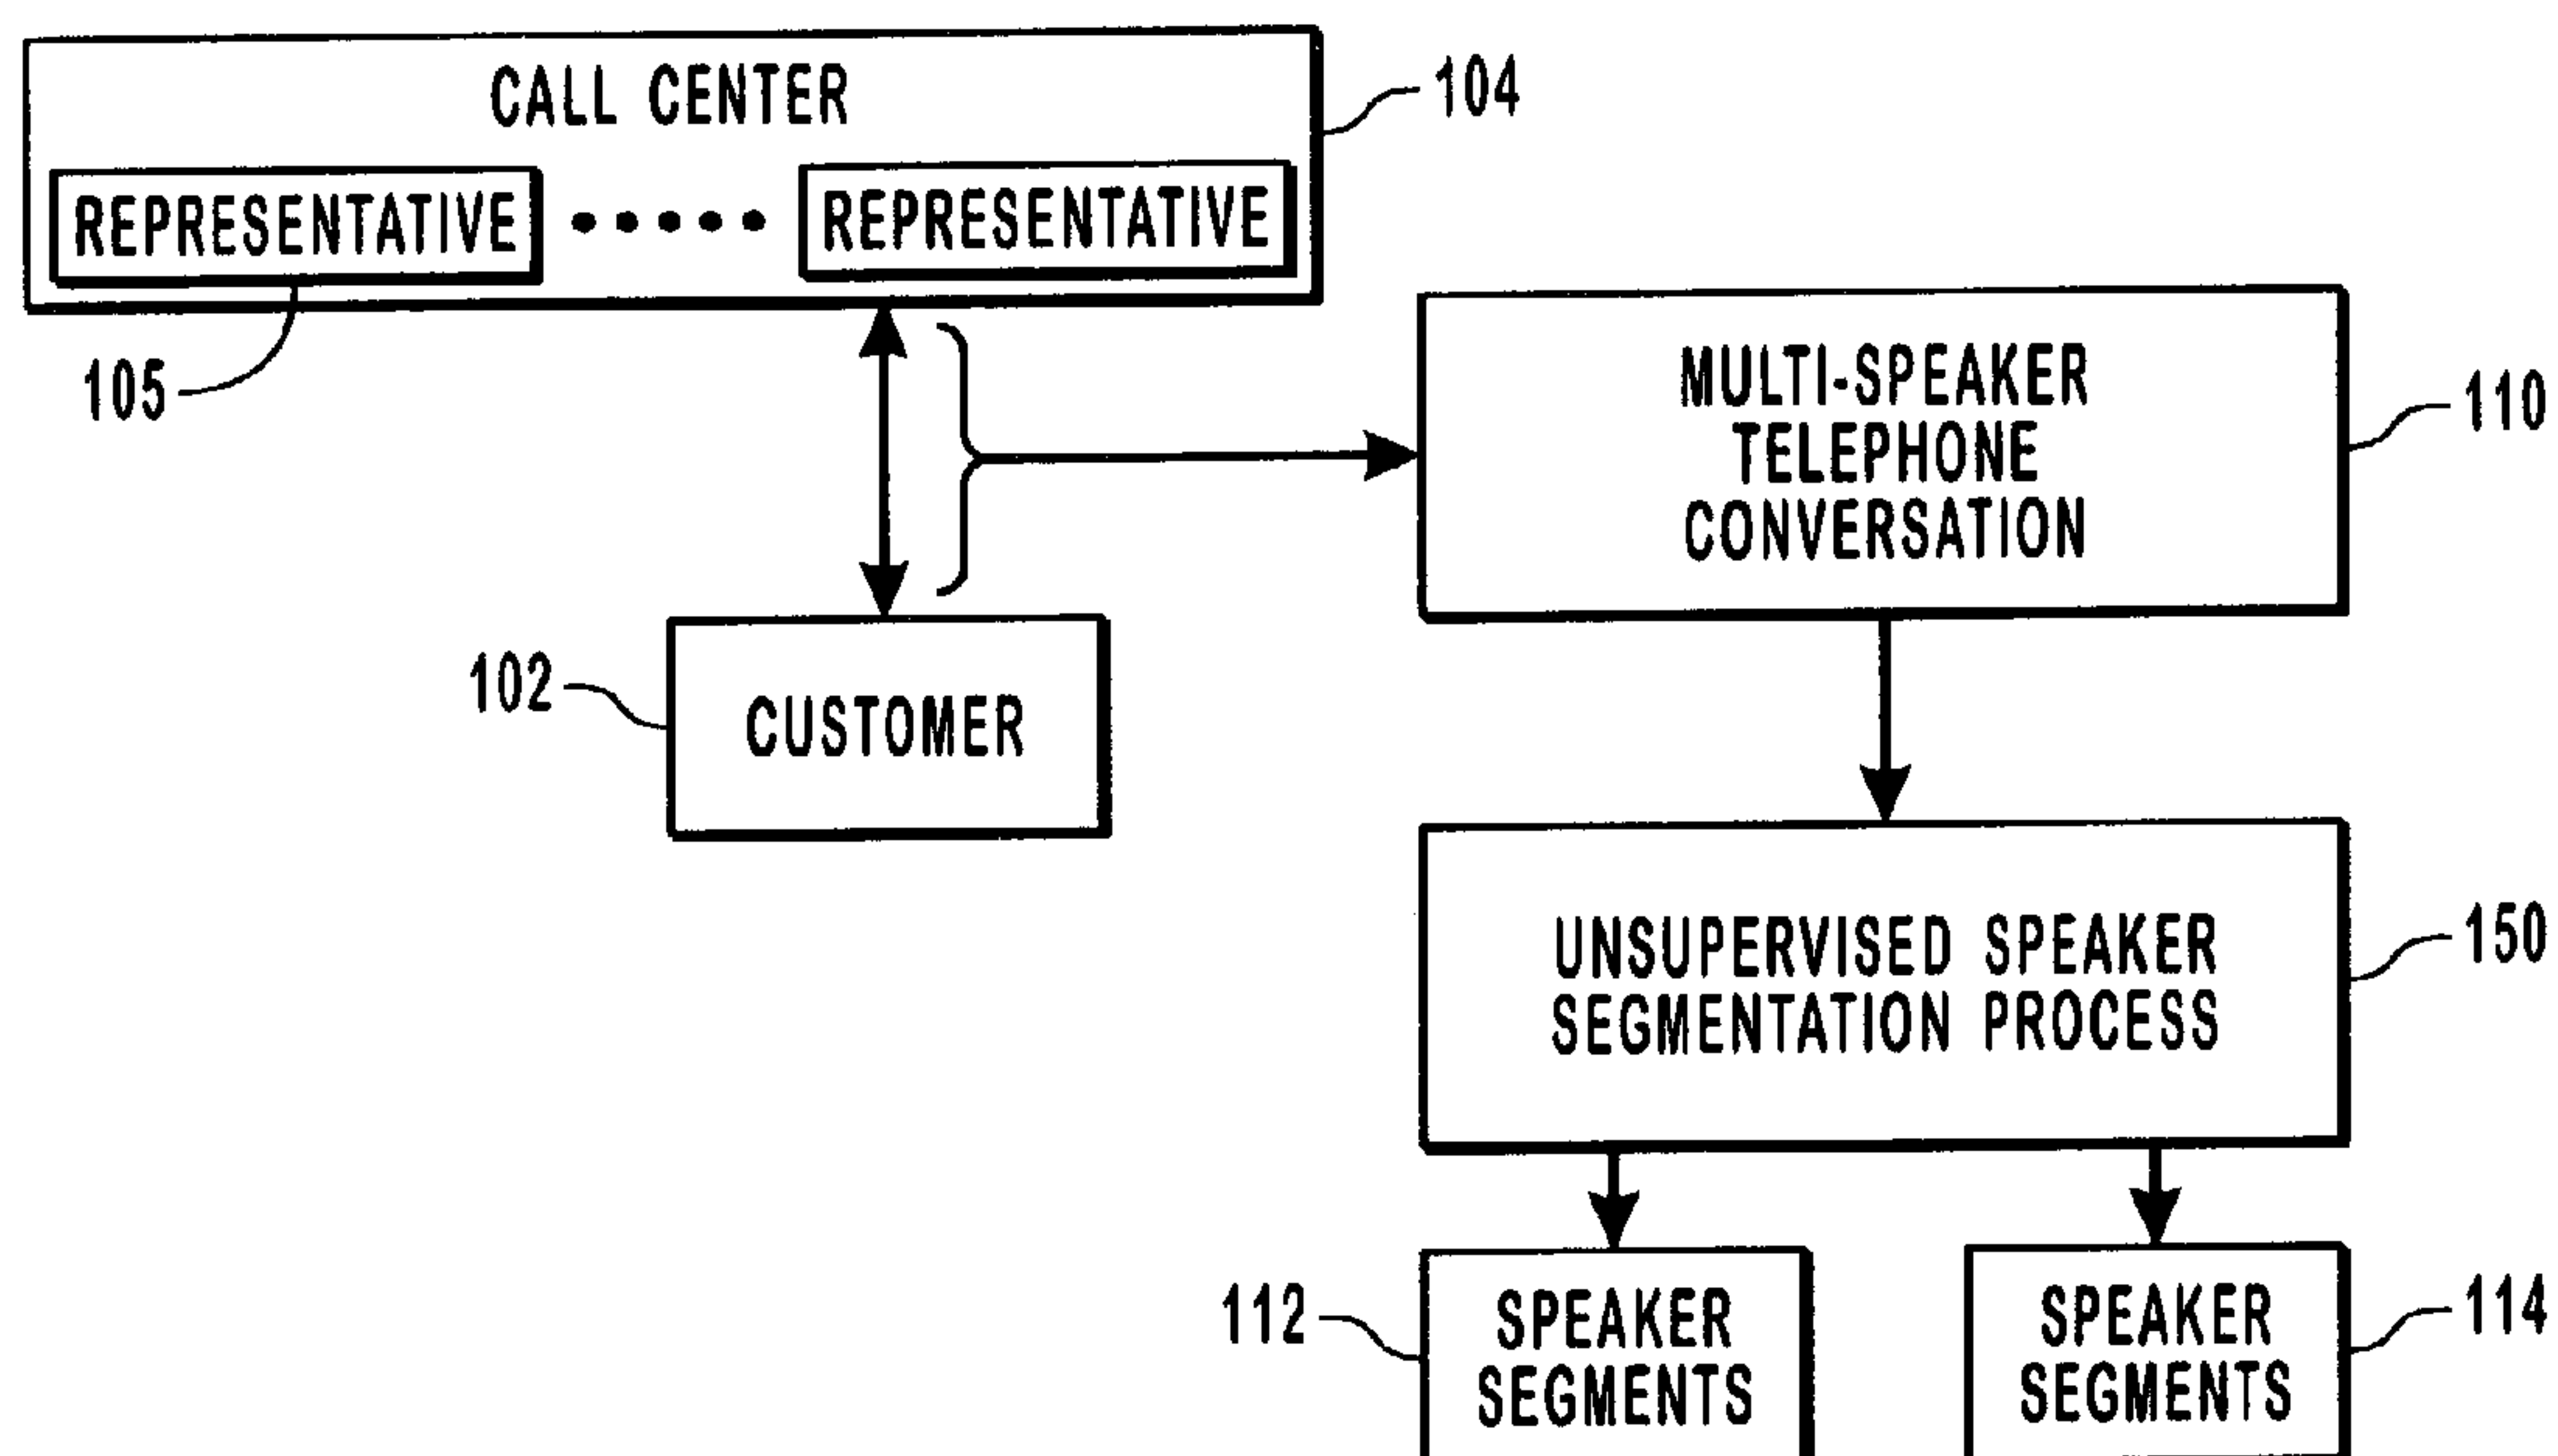 CALL CENTER
104
REPRESENTATIVE
REPRESENTATIVE
105
MULTI-SPEAKER
TELEPHONE
CONVERSATION
110
102
CUSTOMER
UNSUPERVISED SPEAKER
SEGMENTATION PROCESS
150
112
SPEAKER
SEGMENTS
SPEAKER
SEGMENTS
114